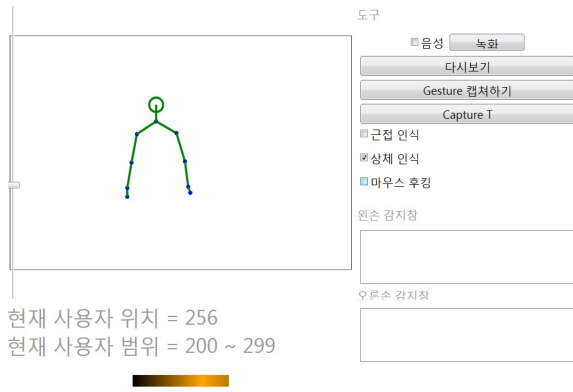 도구
음성 녹화
다시보기
Gesture 캡쳐하기
Capture T
근접 인식
상체 인식
마우스 후킹
왼손 감지창
오른손 감지창
현재 사용자 위치 = 256
현재 사용자 범위 = 200 ~ 299